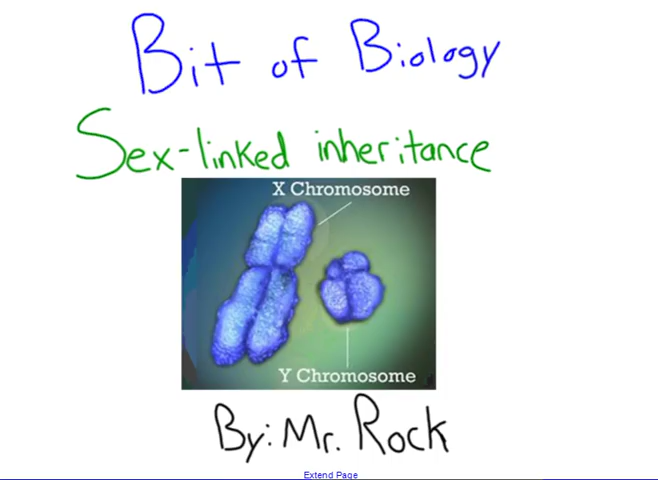 Bit of Biology
Sex-linked inheritance
X Chromosome
Y Chromosome
By: Mr. Rock
Extend Page